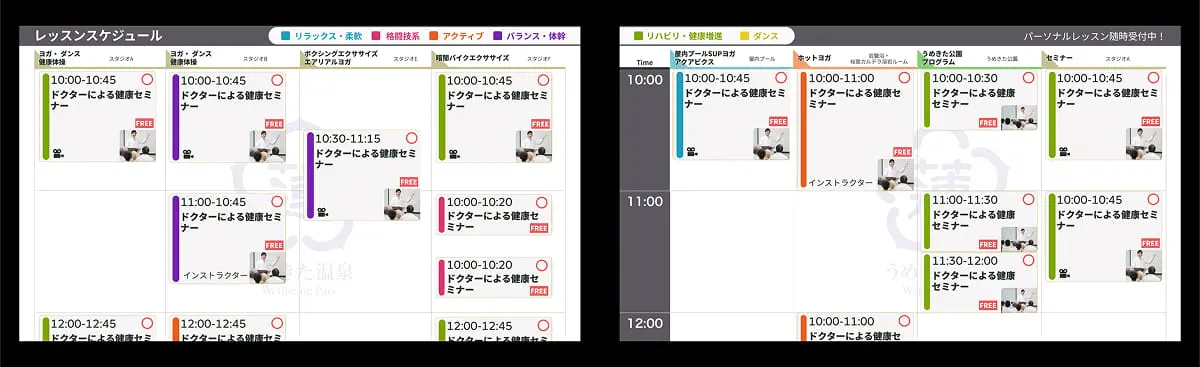 レッスンスケジュール
リラックス・柔軟
格闘技系
アクティブ
バランス・体幹
ヨガ・ダンス
健康体操
スタジオA
ヨガ・ダンス
健康体操
スタジオB
ボクシングエクササイズ
エアリアルヨガ
スタジオE
暗闇バイクエクササイズ
スタジオF
10:00-10:45
ドクターによる健康セミ
ナー
FREE
10:00-10:45
ドクターによる健康セミ
ナー
FREE
10:30-11:15
ドクターによる健康セミ
ナー
FREE
10:00-10:45
ドクターによる健康セミ
ナー
FREE
11:00-10:45
ドクターによる健康セミ
ナー
FREE
インストラクター
10:00-10:20
ドクターによる健康セ
ミナー
FREE
10:00-10:20
ドクターによる健康セ
ミナー
FREE
12:00-12:45
ドクターによる健康セミ
12:00-12:45
ドクターによる健康セミ
12:00-12:45
ドクターによる健康セミ
きた温泉
Wellbeing Park
リハビリ・健康増進
ダンス
パーソナルレッスン随時受付中！
Time
屋内プールSUPヨガ
アクアビクス
屋内プール
ホットヨガ
うめきた公園
プログラム
うめきた公園
セミナー
スタジオA
10:00
10:00-10:45
ドクターによる健康セミ
ナー
FREE
10:00-11:00
ドクターによる健康セミ
ナー
FREE
インストラクター
10:00-10:30
ドクターによる健康
セミナー
FREE
10:00-10:45
ドクターによる健康セミ
ナー
FREE
11:00
11:00-11:30
ドクターによる健康
セミナー
FREE
10:00-10:45
ドクターによる健康セミ
ナー
FREE
11:30-12:00
ドクターによる健康
セミナー
FREE
12:00
10:00-11:00
ドクターによる健康セミ
うめき
Wellbe